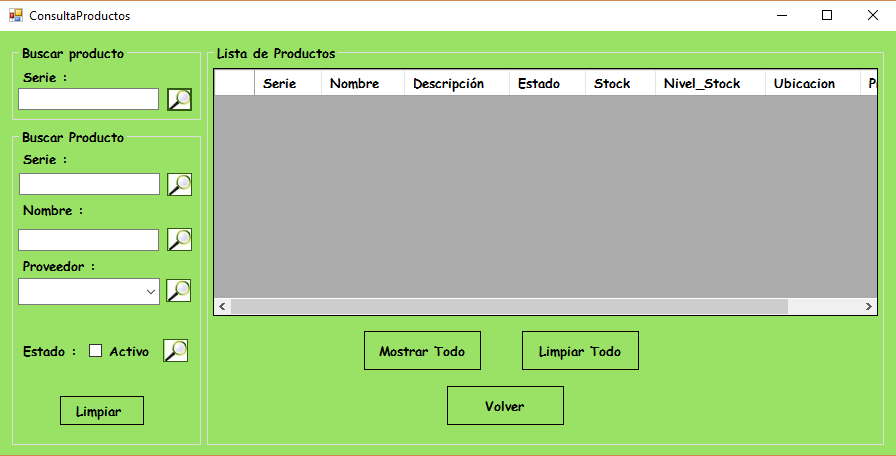 ConsultaProductos
Buscar producto
Serie :
Buscar Producto
Serie :
Nombre :
Proveedor :
Estado : Activo
Limpiar
Lista de Productos
Serie Nombre Descripción Estado Stock Nivel_Stock Ubicacion
Mostrar Todo Limpiar Todo
Volver